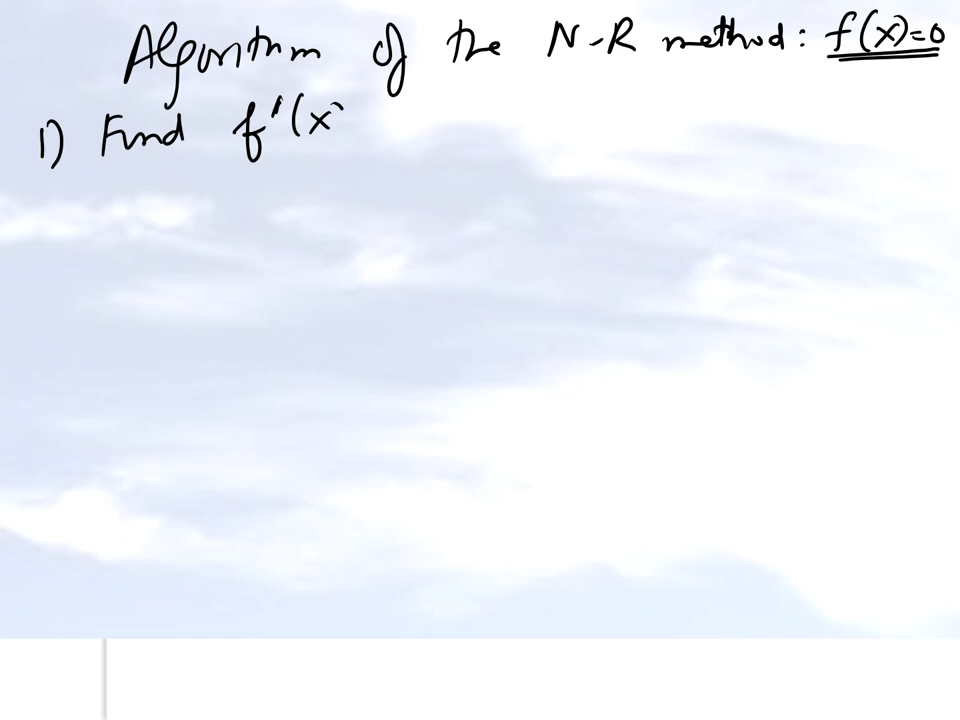 Algorithm of the N-R method: f(x)=0
1) Find f'(x)